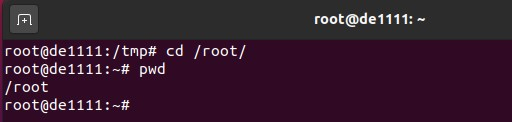 root@de1111: ~
root@de1111:/tmp# cd /root/
root@de1111:~# pwd
/root
root@de1111:~#